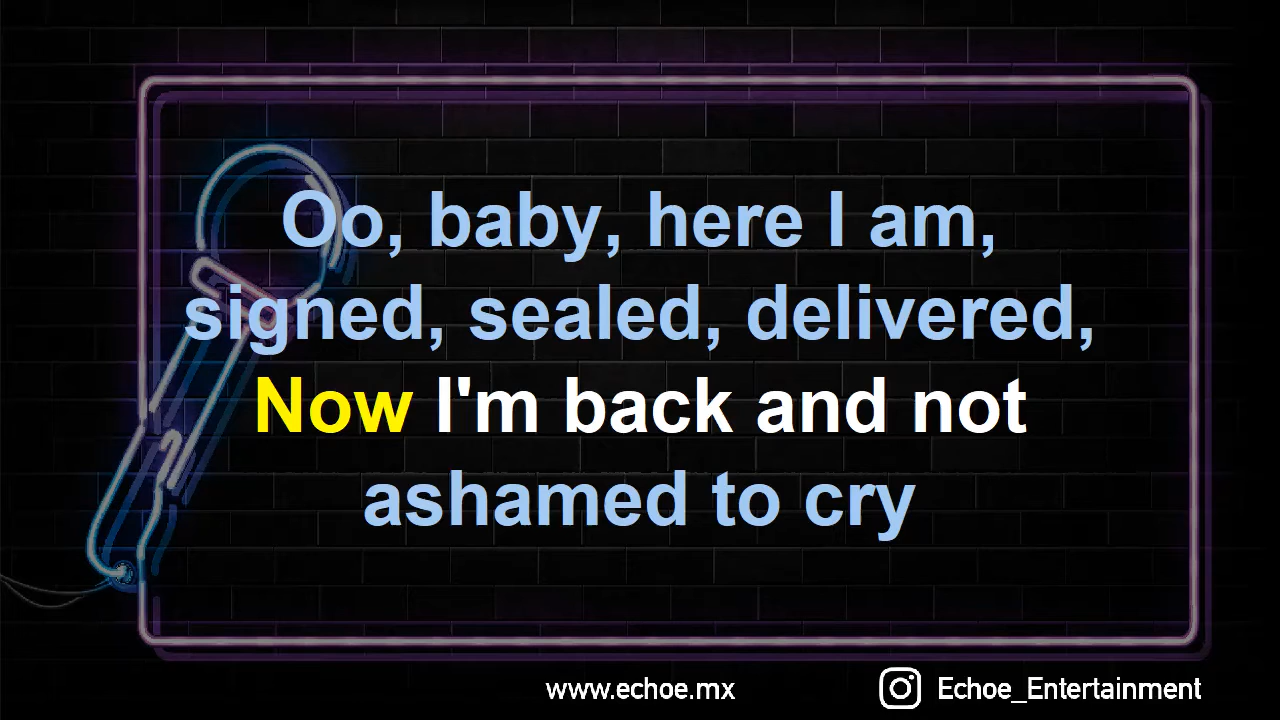 Oo, baby, here I am,
signed, sealed, delivered,
Now I'm back and not
ashamed to cry
www.echoe.mx
Echoe_Entertainment